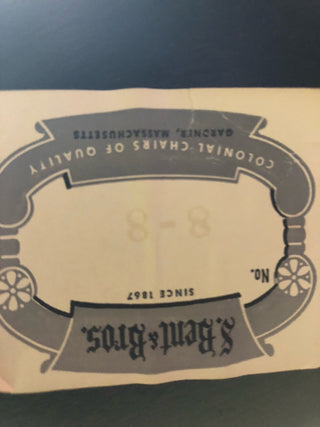 S. Bent & Bros.
SINCE 1867
No.
8-8
COLONIAL CHAIRS OF QUALITY
GARDNER, MASSACHUSETTS